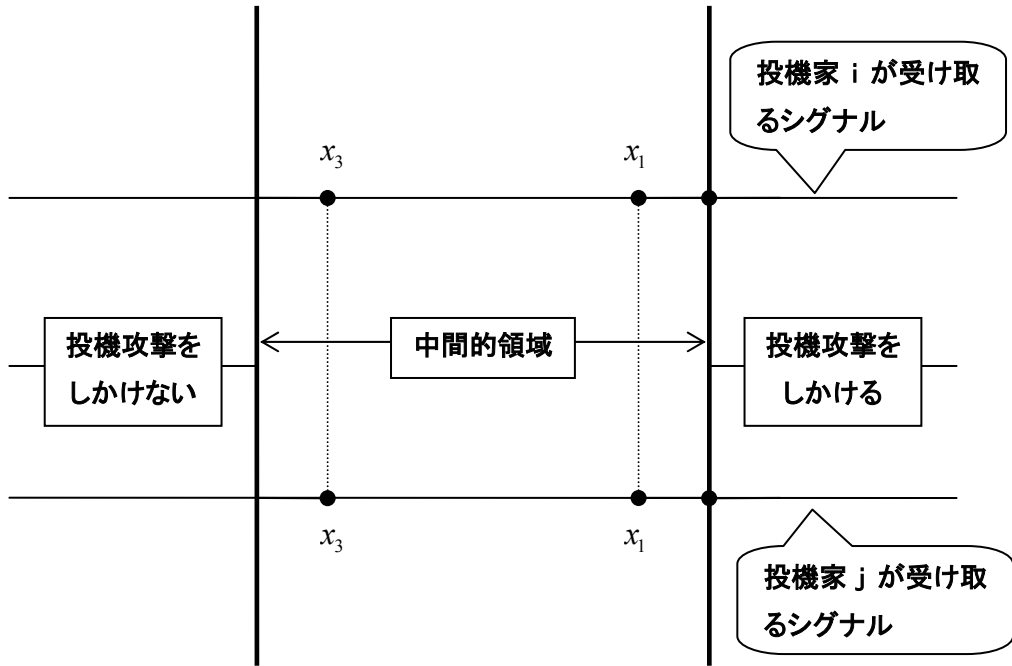 投機家 i が受け取
るシグナル
x₃
x₁
投機攻撃を
しかけない
中間的領域
投機攻撃を
しかける
x₃
x₁
投機家 j が受け取
るシグナル